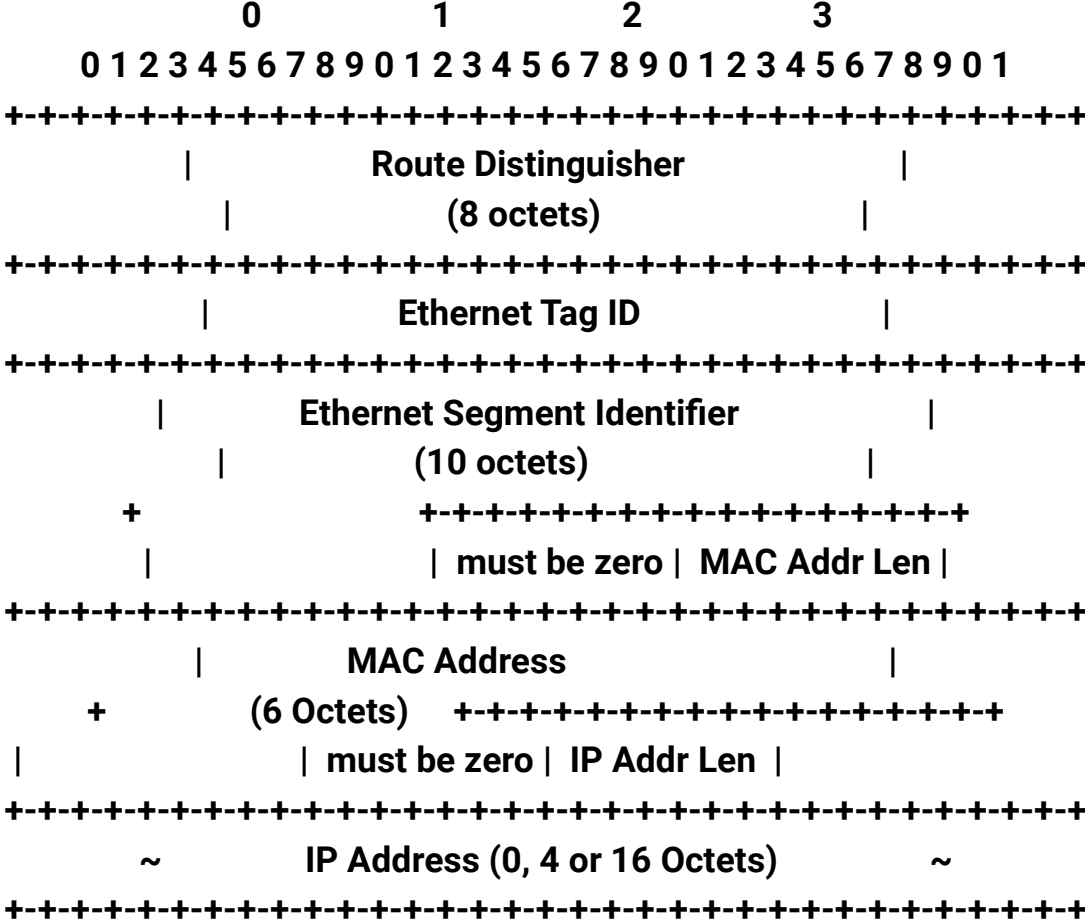 0 1 2 3
0 1 2 3 4 5 6 7 8 9 0 1 2 3 4 5 6 7 8 9 0 1 2 3 4 5 6 7 8 9 0 1
+-+-+-+-+-+-+-+-+-+-+-+-+-+-+-+-+-+-+-+-+-+-+-+-+-+-+-+-+-+-+-+-+
| Route Distinguisher |
| (8 octets) |
+-+-+-+-+-+-+-+-+-+-+-+-+-+-+-+-+-+-+-+-+-+-+-+-+-+-+-+-+-+-+-+-+
| Ethernet Tag ID |
+-+-+-+-+-+-+-+-+-+-+-+-+-+-+-+-+-+-+-+-+-+-+-+-+-+-+-+-+-+-+-+-+
| Ethernet Segment Identifier |
| (10 octets) |
+ +-+-+-+-+-+-+-+-+-+-+-+-+-+-+-+-+
| | must be zero | MAC Addr Len |
+-+-+-+-+-+-+-+-+-+-+-+-+-+-+-+-+-+-+-+-+-+-+-+-+-+-+-+-+-+-+-+-+
| MAC Address |
+ (6 Octets) +-+-+-+-+-+-+-+-+-+-+-+-+-+-+-+-+
| | must be zero | IP Addr Len |
+-+-+-+-+-+-+-+-+-+-+-+-+-+-+-+-+-+-+-+-+-+-+-+-+-+-+-+-+-+-+-+-+
~ IP Address (0, 4 or 16 Octets) ~
+-+-+-+-+-+-+-+-+-+-+-+-+-+-+-+-+-+-+-+-+-+-+-+-+-+-+-+-+-+-+-+-+